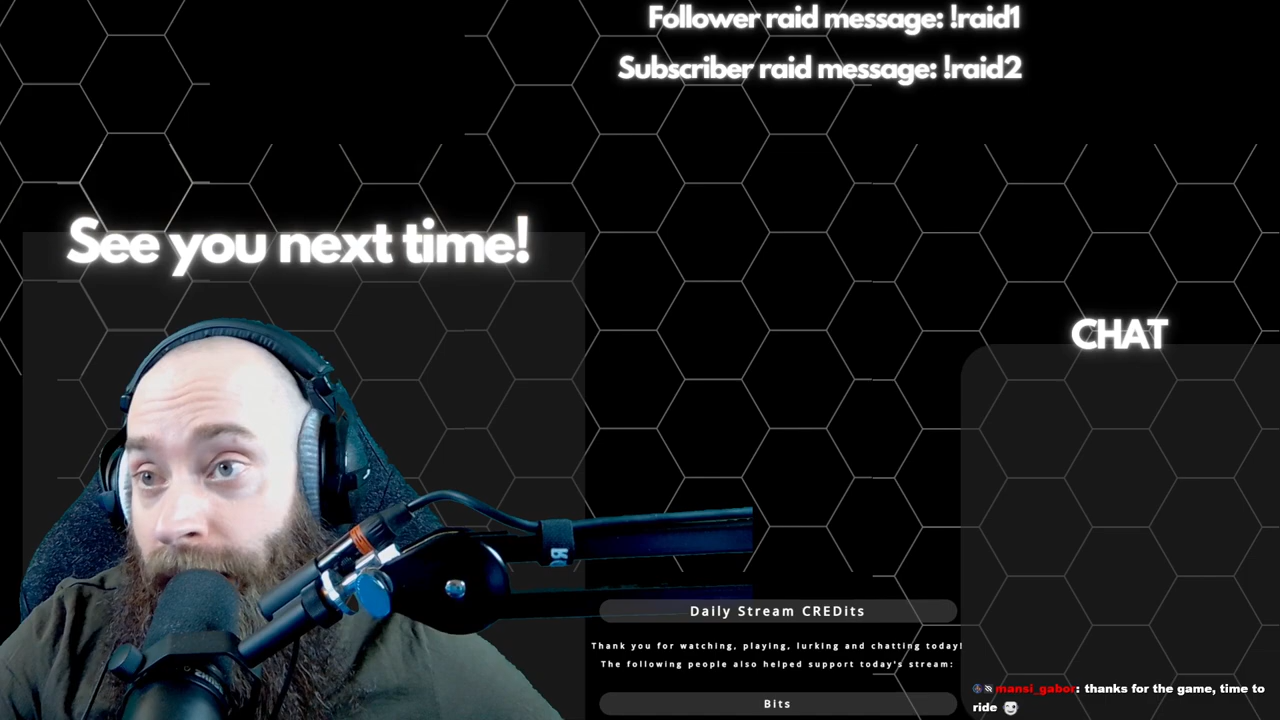 Follower raid message: !raid1
Subscriber raid message: !raid2
See you next time!
CHAT
Daily Stream CREDits
Thank you for watching, playing, lurking and chatting today!
The following people also helped support today's stream:
Bits
mansi_gabor: thanks for the game, time to
ride